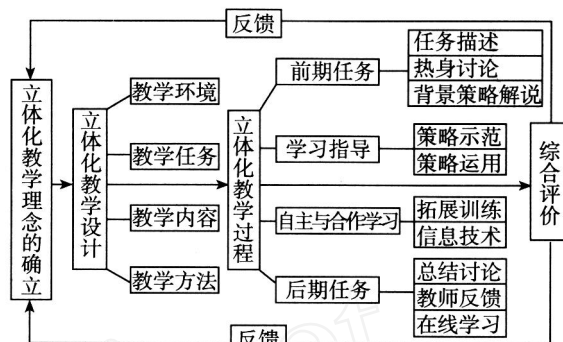 反馈
立体化教学理念的确立
立体化教学设计
教学环境
教学任务
教学内容
教学方法
立体化教学过程
前期任务
任务描述
热身讨论
背景策略解说
学习指导
策略示范
策略运用
自主与合作学习
拓展训练
信息技术
后期任务
总结讨论
教师反馈
在线学习
综合评价
反馈